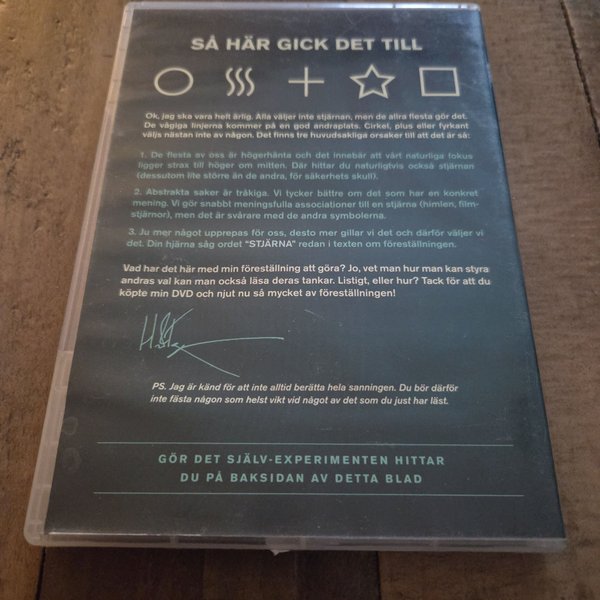 SÅ HÄR GICK DET TILL
Ok, jag ska vara helt ärlig. Alla väljer inte stjärnan, men de allra flesta gör det.
De vågiga linjerna kommer på en god andraplats. Cirkel, plus eller fyrkant
väljs nästan inte av någon. Det finns tre huvudsakliga orsaker till att det är så:
1. De flesta av oss är högerhänta och det innebär att vårt naturliga fokus
ligger strax till höger om mitten. Där hittar du naturligtvis också stjärnan
(dessutom lite större än de andra, för säkerhets skull).
2. Abstrakta saker är tråkiga. Vi tycker bättre om det som har en konkret
mening. Vi gör snabbt meningsfulla associationer till en stjärna (himlen, film-
stjärnor), men det är svårare med de andra symbolerna.
3. Ju mer något upprepas för oss, desto mer gillar vi det och därför väljer vi
det. Din hjärna såg ordet "STJÄRNA" redan i texten om föreställningen.
Vad har det här med min föreställning att göra? Jo, vet man hur man kan styra
andras val kan man också läsa deras tankar. Listigt, eller hur? Tack för att du
köpte min DVD och njut nu så mycket av föreställningen!
PS. Jag är känd för att inte alltid berätta hela sanningen. Du bör därför
inte fästa någon som helst vikt vid något av det som du just har läst.
GÖR DET SJÄLV-EXPERIMENTEN HITTAR
DU PÅ BAKSIDAN AV DETTA BLAD